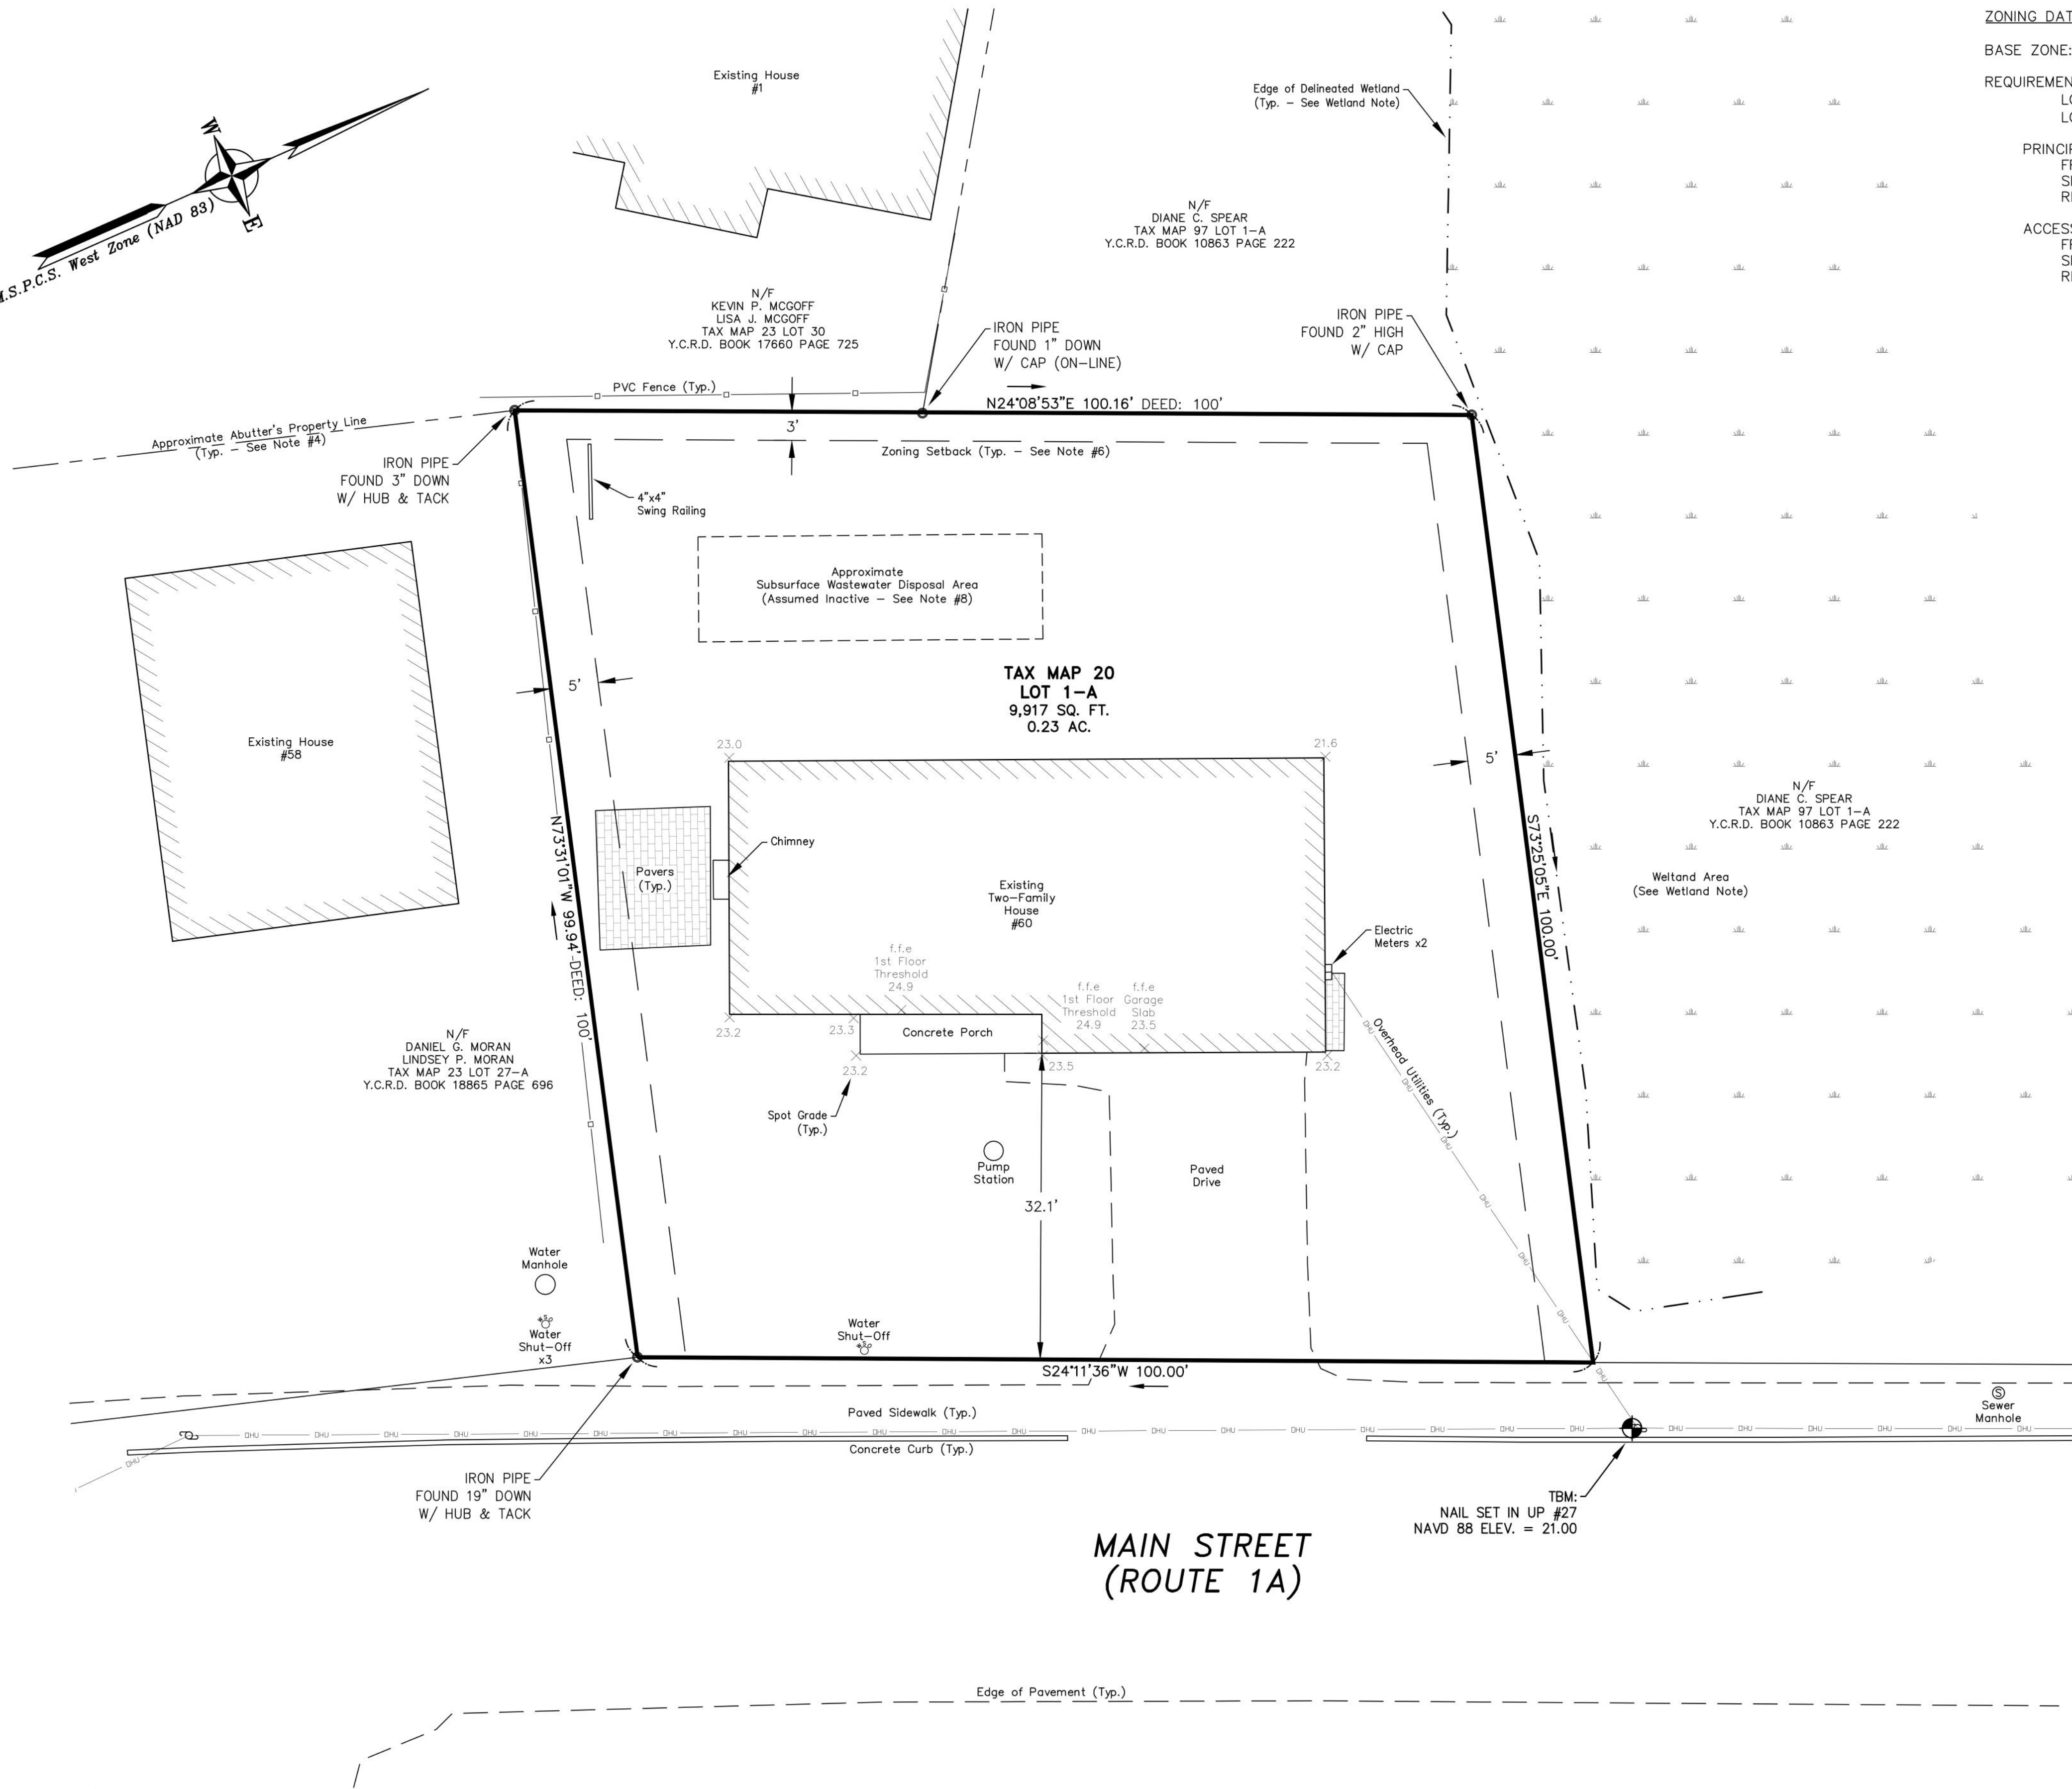 ZONING DAT
BASE ZONE:
REQUIREMEN
LO
LO
PRINCIP
FR
SI
RE
ACCESS
FR
SI
RE
W
E
.S.P.C.S. West Zone (NAD 83)
Existing House
#1
Edge of Delineated Wetland
(Typ. – See Wetland Note)
N/F
DIANE C. SPEAR
TAX MAP 97 LOT 1–A
Y.C.R.D. BOOK 10863 PAGE 222
N/F
KEVIN P. MCGOFF
LISA J. MCGOFF
TAX MAP 23 LOT 30
Y.C.R.D. BOOK 17660 PAGE 725
IRON PIPE
FOUND 1" DOWN
W/ CAP (ON–LINE)
IRON PIPE
FOUND 2" HIGH
W/ CAP
PVC Fence (Typ.)
N24°08'53"E 100.16' DEED: 100'
Approximate Abutter's Property Line
(Typ. – See Note #4)
3'
Zoning Setback (Typ. – See Note #6)
IRON PIPE
FOUND 3" DOWN
W/ HUB & TACK
4"x4"
Swing Railing
Approximate
Subsurface Wastewater Disposal Area
(Assumed Inactive – See Note #8)
TAX MAP 20
LOT 1–A
9,917 SQ. FT.
0.23 AC.
5'
5'
Existing House
#58
23.0
21.6
N/F
DIANE C. SPEAR
TAX MAP 97 LOT 1–A
Y.C.R.D. BOOK 10863 PAGE 222
N73°31'01"W 99.94' DEED: 100'
S73°25'05"E 100.00'
Chimney
Pavers
(Typ.)
Existing
Two–Family
House
#60
Weltand Area
(See Wetland Note)
Electric
Meters x2
f.f.e
1st Floor
Threshold
24.9
f.f.e
1st Floor
Threshold
24.9
f.f.e
Garage
Slab
23.5
23.2
23.3
Concrete Porch
23.2
23.5
23.2
Overhead Utilities (Typ.)
N/F
DANIEL G. MORAN
LINDSEY P. MORAN
TAX MAP 23 LOT 27–A
Y.C.R.D. BOOK 18865 PAGE 696
Spot Grade
(Typ.)
Pump
Station
Paved
Drive
32.1'
Water
Manhole
Water
Shut–Off
x3
Water
Shut–Off
S24°11'36"W 100.00'
Paved Sidewalk (Typ.)
Concrete Curb (Typ.)
OHU
S
Sewer
Manhole
IRON PIPE
FOUND 19" DOWN
W/ HUB & TACK
TBM:
NAIL SET IN UP #27
NAVD 88 ELEV. = 21.00
MAIN STREET
(ROUTE 1A)
Edge of Pavement (Typ.)